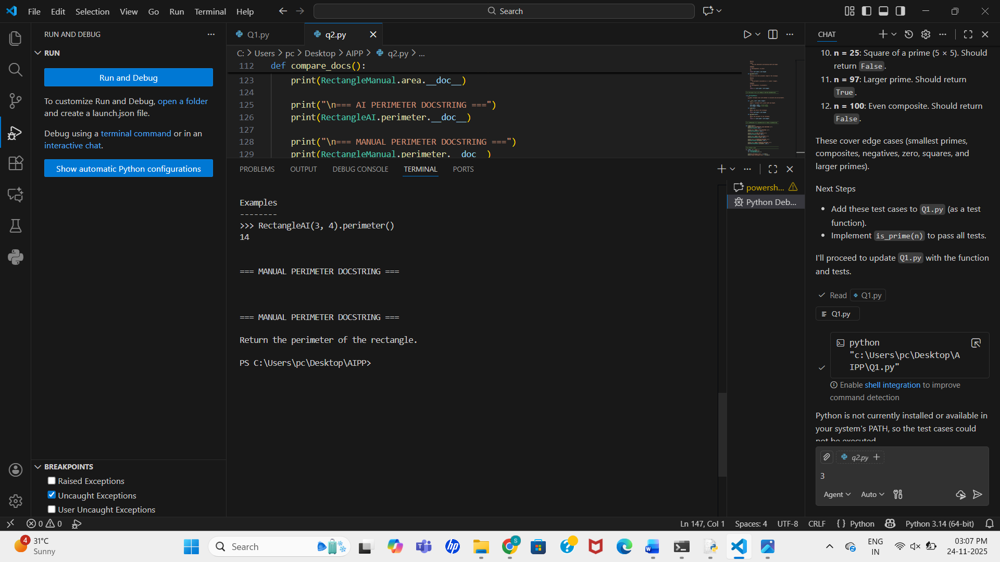 File Edit Selection View Go Run Terminal Help
Search
RUN AND DEBUG
RUN
Run and Debug
To customize Run and Debug, open a folder
and create a launch.json file.
Debug using a terminal command or in an
interactive chat.
Show automatic Python configurations
BREAKPOINTS
Raised Exceptions
Uncaught Exceptions
User Uncaught Exceptions
Q1.py
q2.py
C: > Users > pc > Desktop > AIPP > q2.py > ...
112 def compare_docs():
123 print(RectangleManual.area.__doc__)
124
125 print("\n=== AI PERIMETER DOCSTRING ===")
126 print(RectangleAI.perimeter.__doc__)
127
128 print("\n=== MANUAL PERIMETER DOCSTRING ===")
129 print(RectangleManual.perimeter.__doc__)
PROBLEMS OUTPUT DEBUG CONSOLE TERMINAL PORTS
Examples
--------
>>> RectangleAI(3, 4).perimeter()
14
=== MANUAL PERIMETER DOCSTRING ===
=== MANUAL PERIMETER DOCSTRING ===
Return the perimeter of the rectangle.
PS C:\Users\pc\Desktop\AIPP>
powersh...
Python Deb...
CHAT
10. n = 25: Square of a prime (5 × 5). Should
return False.
11. n = 97: Larger prime. Should return
True.
12. n = 100: Even composite. Should return
False.
These cover edge cases (smallest primes,
composites, negatives, zero, squares, and
larger primes).
Next Steps
• Add these test cases to Q1.py (as a test
function).
• Implement is_prime(n) to pass all tests.
I'll proceed to update Q1.py with the function
and tests.
Read Q1.py
Q1.py
python
"c:\Users\pc\Desktop\A
IPP\Q1.py"
Enable shell integration to improve
command detection
Python is not currently installed or available in
your system's PATH, so the test cases could
not be executed
q2.py
3
Agent Auto
0 0
Ln 147, Col 1 Spaces: 4 UTF-8 CRLF { } Python Python 3.14 (64-bit)
4
31°C
Sunny
Search
S
ENG
IN
03:07 PM
24-11-2025